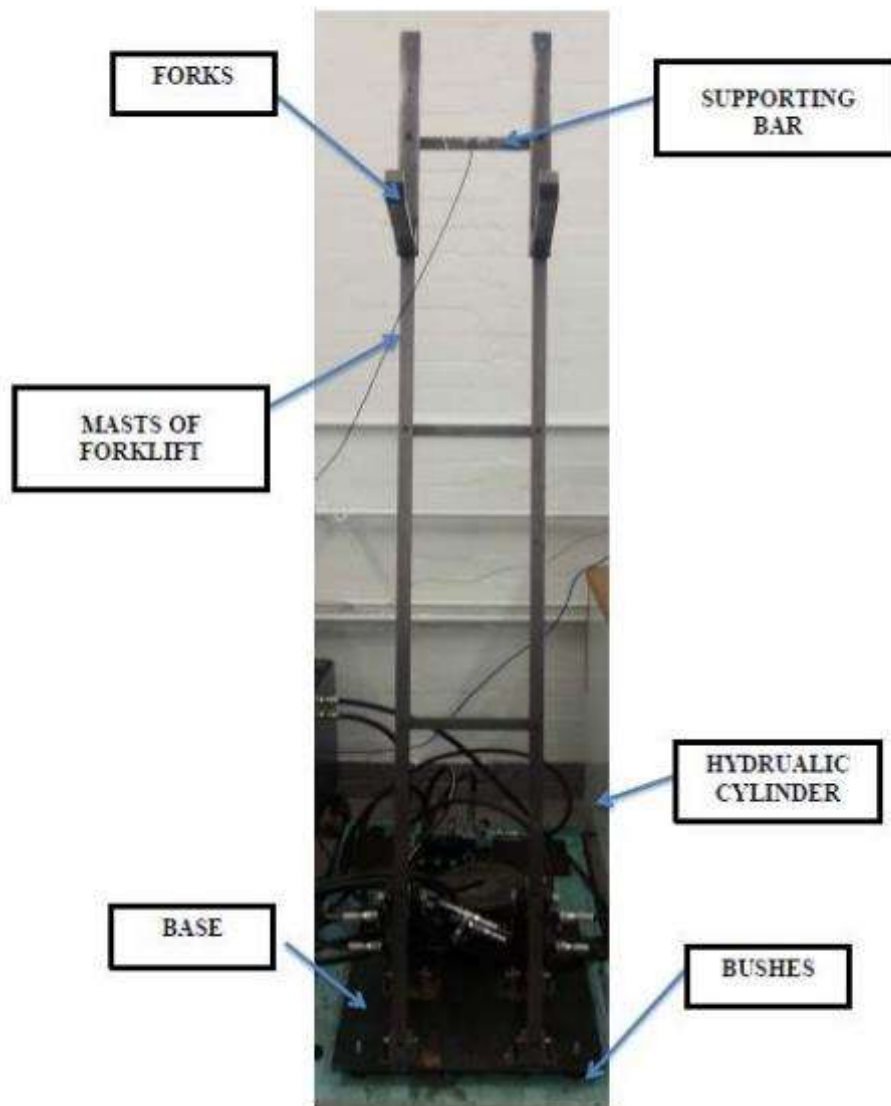 FORKS
SUPPORTING
BAR
MASTS OF
FORKLIFT
HYDRUALIC
CYLINDER
BASE
BUSHES